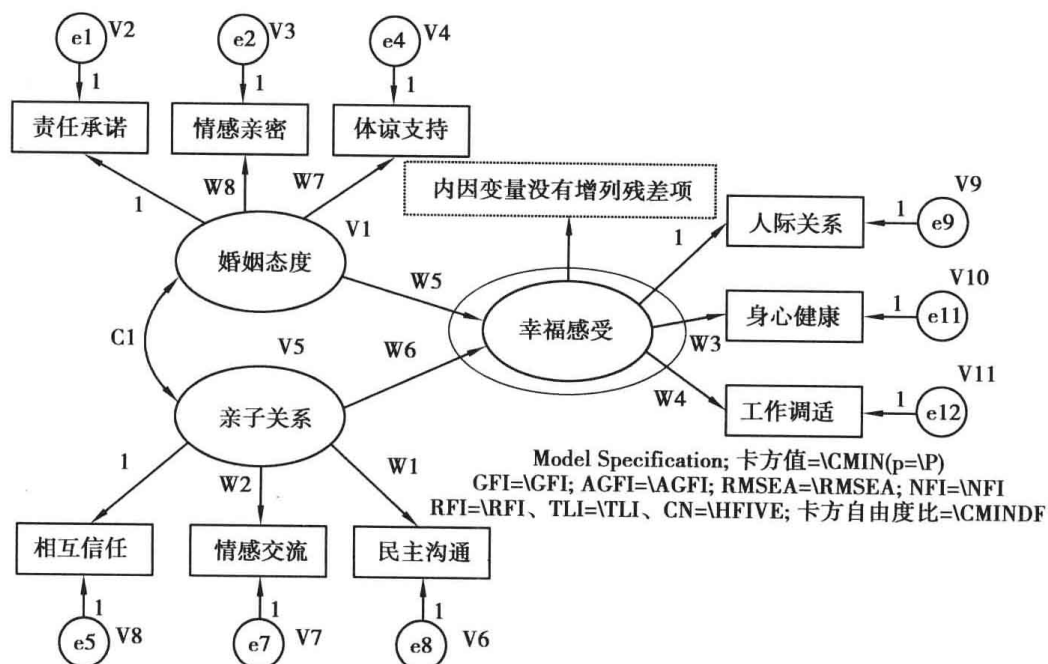 e1 V2
e2 V3
e4 V4
1 1 1
责任承诺 情感亲密 体谅支持
1 W8 W7
内因变量没有增列残差项
V1
婚姻态度
W5
1
人际关系 1 e9 V9
身心健康 1 e11 V10
W3
幸福感受
C1
V5
W6
W4
工作调适 1 e12 V11
亲子关系
1 W2 W1
Model Specification; 卡方值=\CMIN(p=\P)
GFI=\GFI; AGFI=\AGFI; RMSEA=\RMSEA; NFI=\NFI
RFI=\RFI、TLI=\TLI、CN=\HFIVE; 卡方自由度比=\CMINDF
相互信任 情感交流 民主沟通
1 1 1
e5 V8
e7 V7
e8 V6